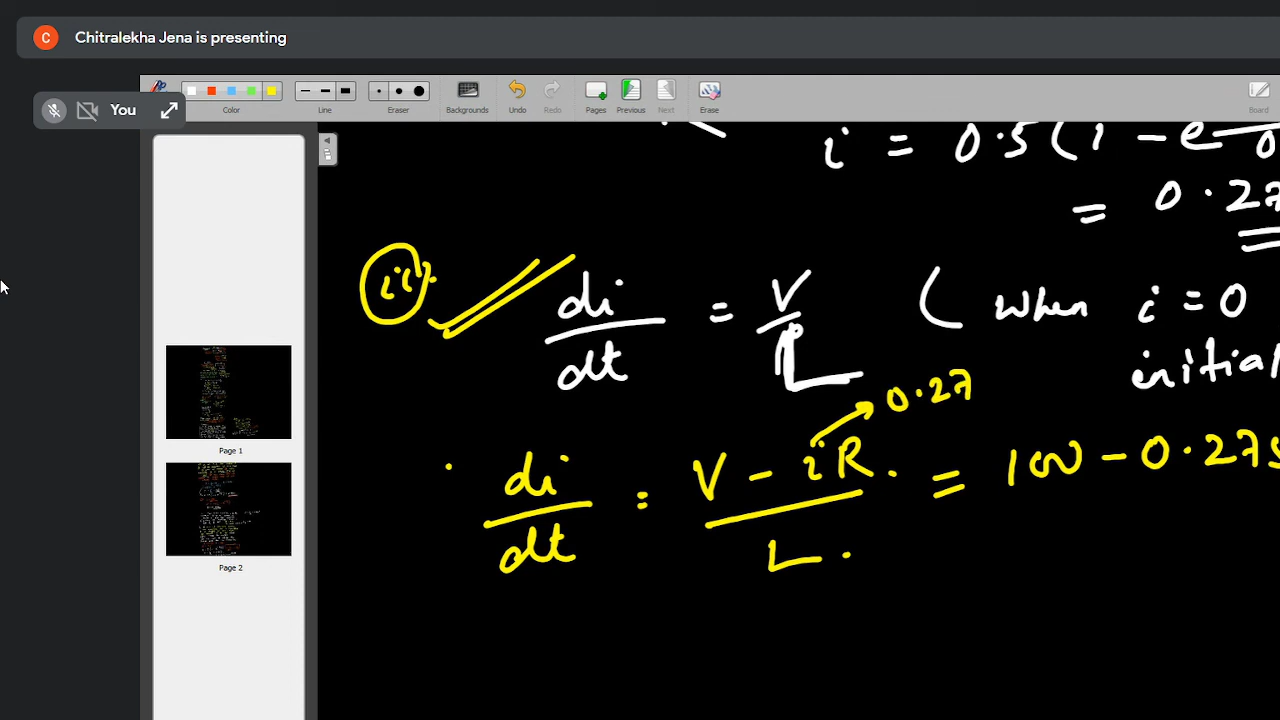 Chitralekha Jena is presenting
You
Color Line Eraser Backgrounds Undo Redo Pages Previous Next Erase Board
i = 0.5 ( 1 - e
= 0.27
ii) di/dt = V/L ( when i = 0
initial
0.27
di/dt = V - iR / L = 100 - 0.275
Page 1
Page 2